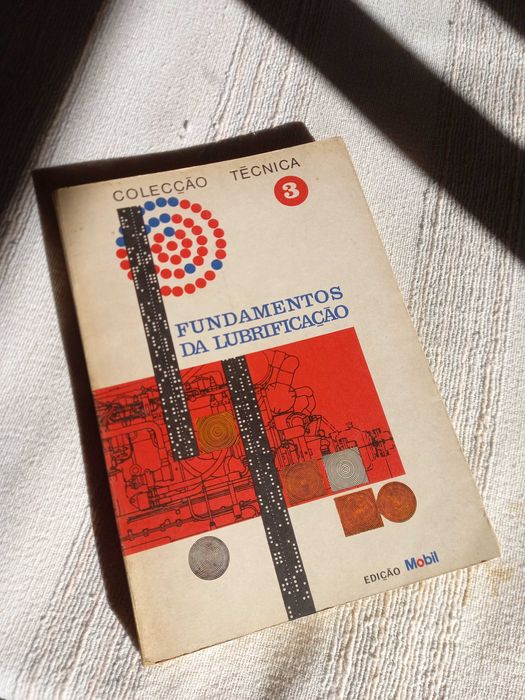 COLECÇÃO TÉCNICA
3
FUNDAMENTOS
DA LUBRIFICAÇÃO
EDIÇÃO Mobil